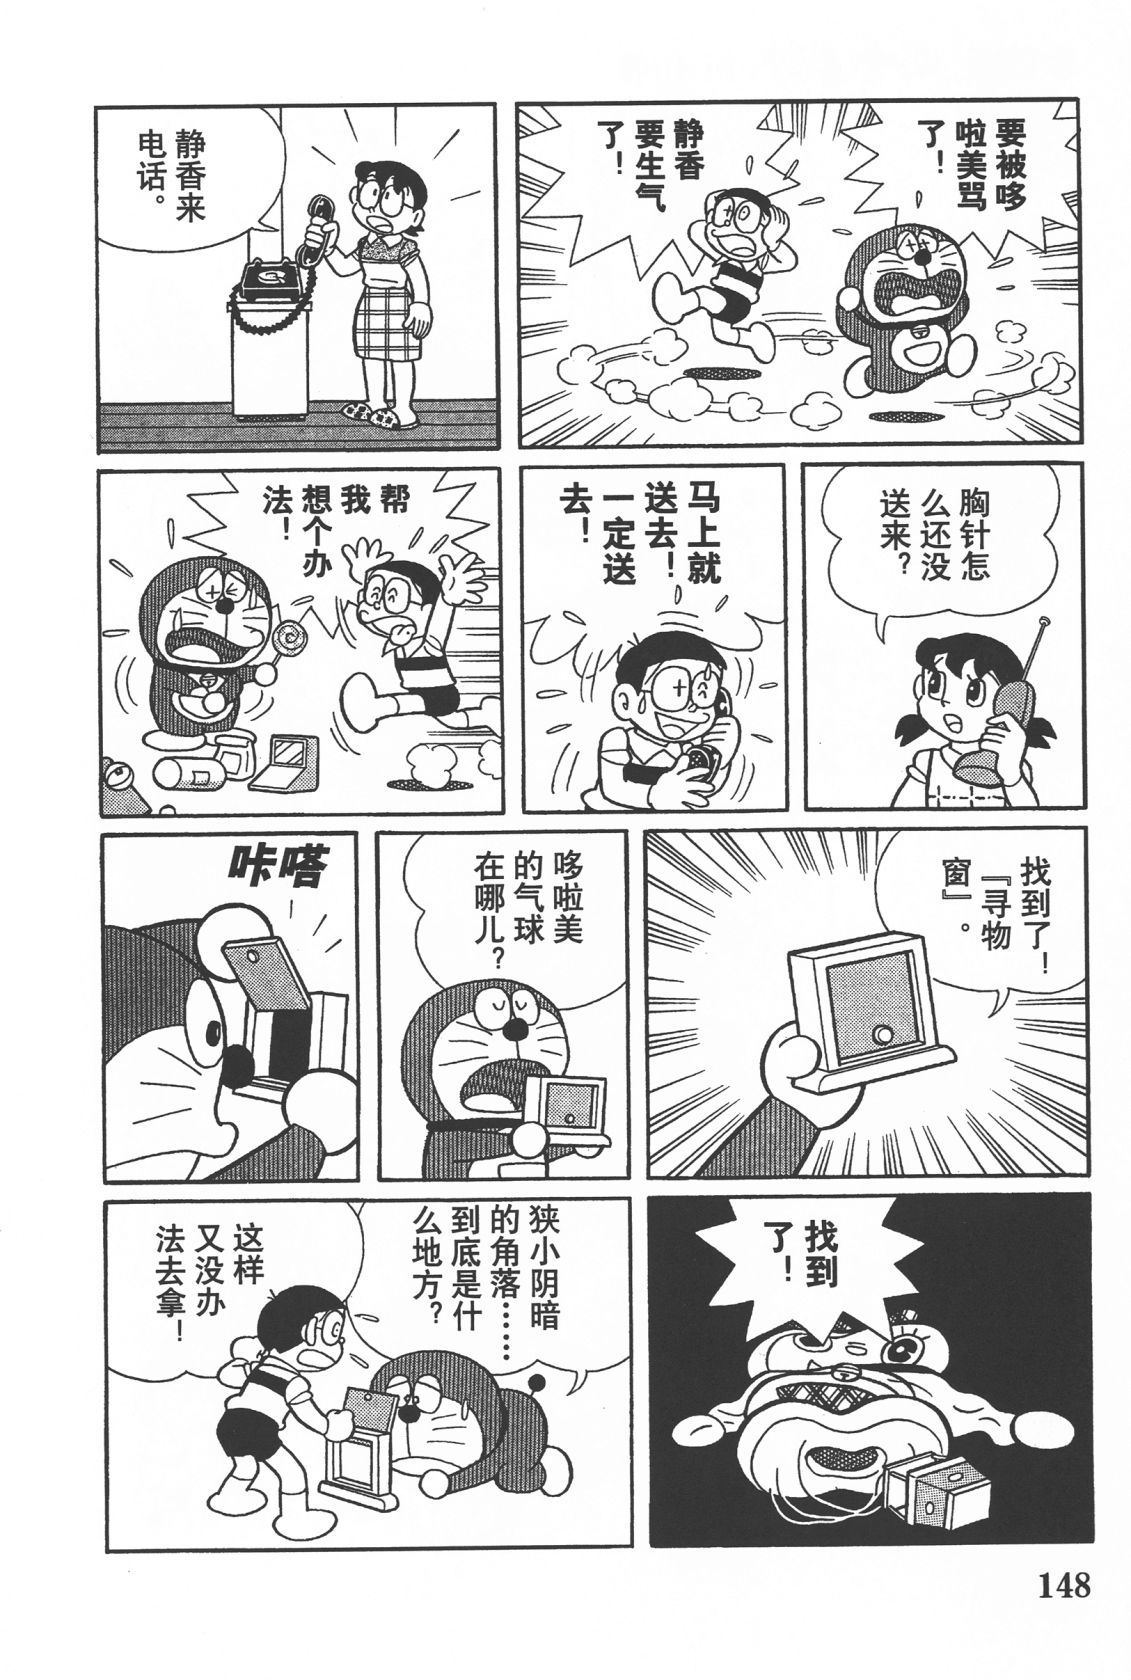 要被哆
啦美骂
了！
静香
要生气
了！
静香来
电话。
胸针怎
么还没
送来？
马上就
送去！
一定送
去！
帮
我
想个办
法！
找到了！
『寻物
窗』。
哆啦美
的气球
在哪儿？
咔嗒
找到
了！
狭小阴暗
的角落……
到底是什
么地方？
这样
又没办
法去拿！
148